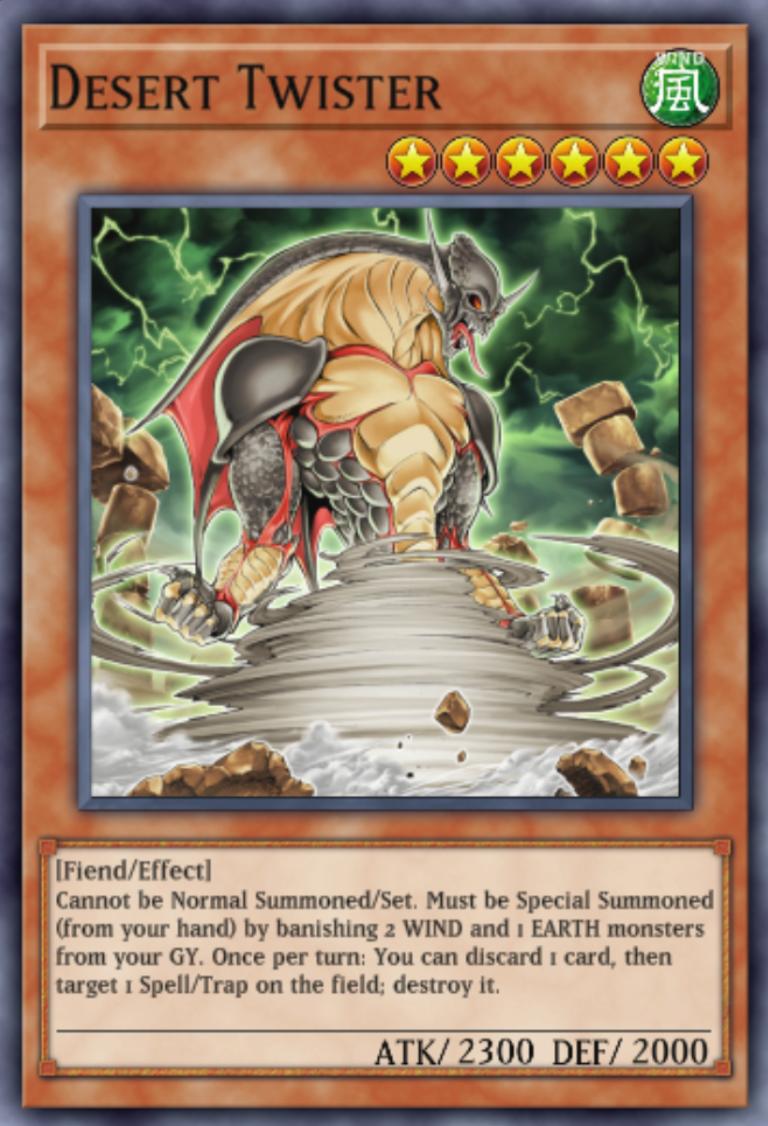 DESERT TWISTER
WIND
風
[Fiend/Effect]
Cannot be Normal Summoned/Set. Must be Special Summoned
(from your hand) by banishing 2 WIND and 1 EARTH monsters
from your GY. Once per turn: You can discard 1 card, then
target 1 Spell/Trap on the field; destroy it.
ATK/ 2300 DEF/ 2000